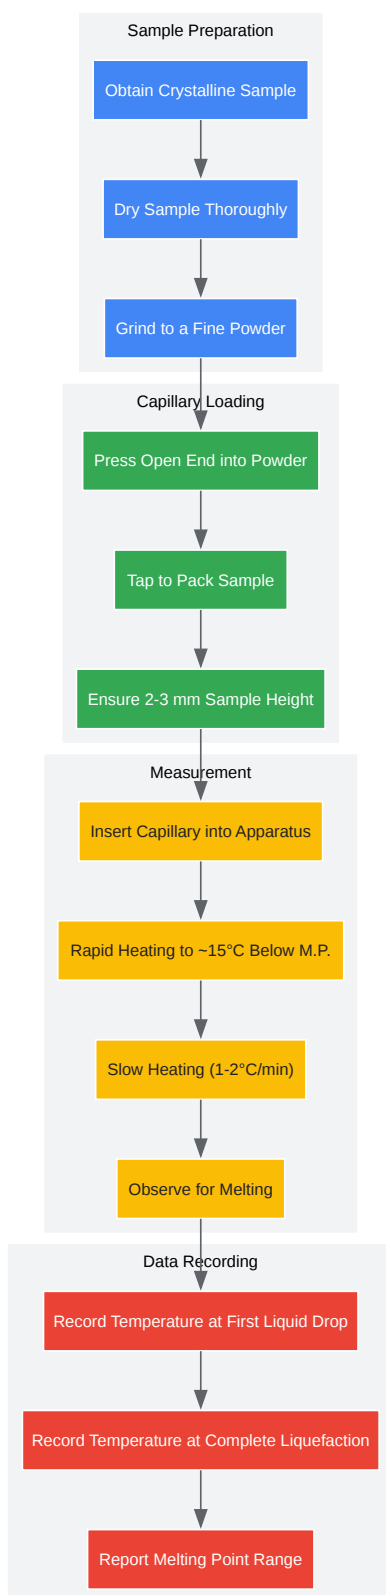 Sample Preparation
Obtain Crystalline Sample
Dry Sample Thoroughly
Grind to a Fine Powder
Capillary Loading
Press Open End into Powder
Tap to Pack Sample
Ensure 2-3 mm Sample Height
Measurement
Insert Capillary into Apparatus
Rapid Heating to ~15°C Below M.P.
Slow Heating (1-2°C/min)
Observe for Melting
Data Recording
Record Temperature at First Liquid Drop
Record Temperature at Complete Liquefaction
Report Melting Point Range